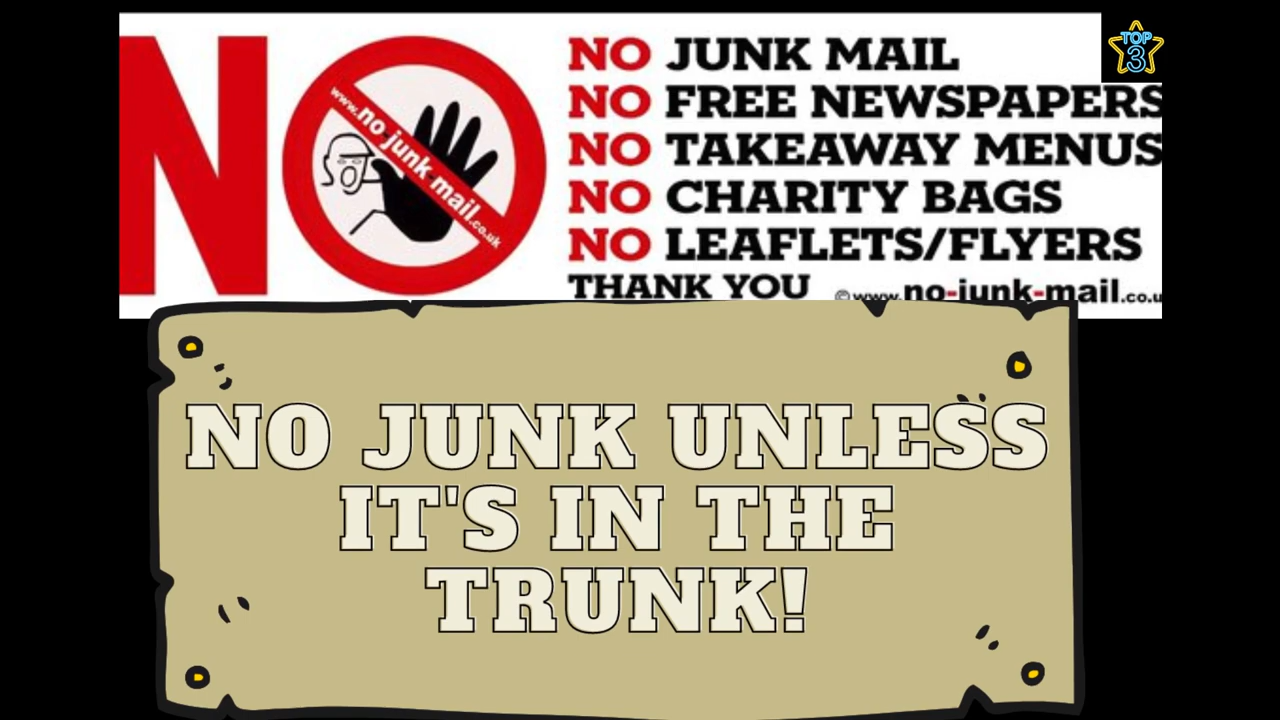 NO
www.no-junk-mail.co.uk
NO JUNK MAIL
NO FREE NEWSPAPERS
NO TAKEAWAY MENUS
NO CHARITY BAGS
NO LEAFLETS/FLYERS
THANK YOU
©www.no-junk-mail.co.u
TOP
3
NO JUNK UNLESS
IT'S IN THE
TRUNK!